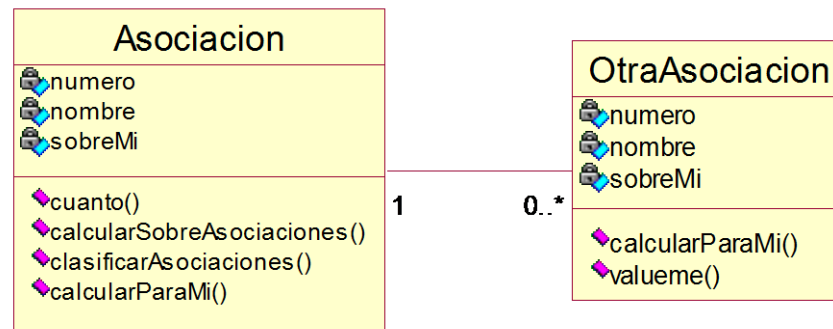 Asociacion
numero
nombre
sobreMi
cuanto()
calcularSobreAsociaciones()
clasificarAsociaciones()
calcularParaMi()
1
0..*
OtraAsociacion
numero
nombre
sobreMi
calcularParaMi()
valueme()